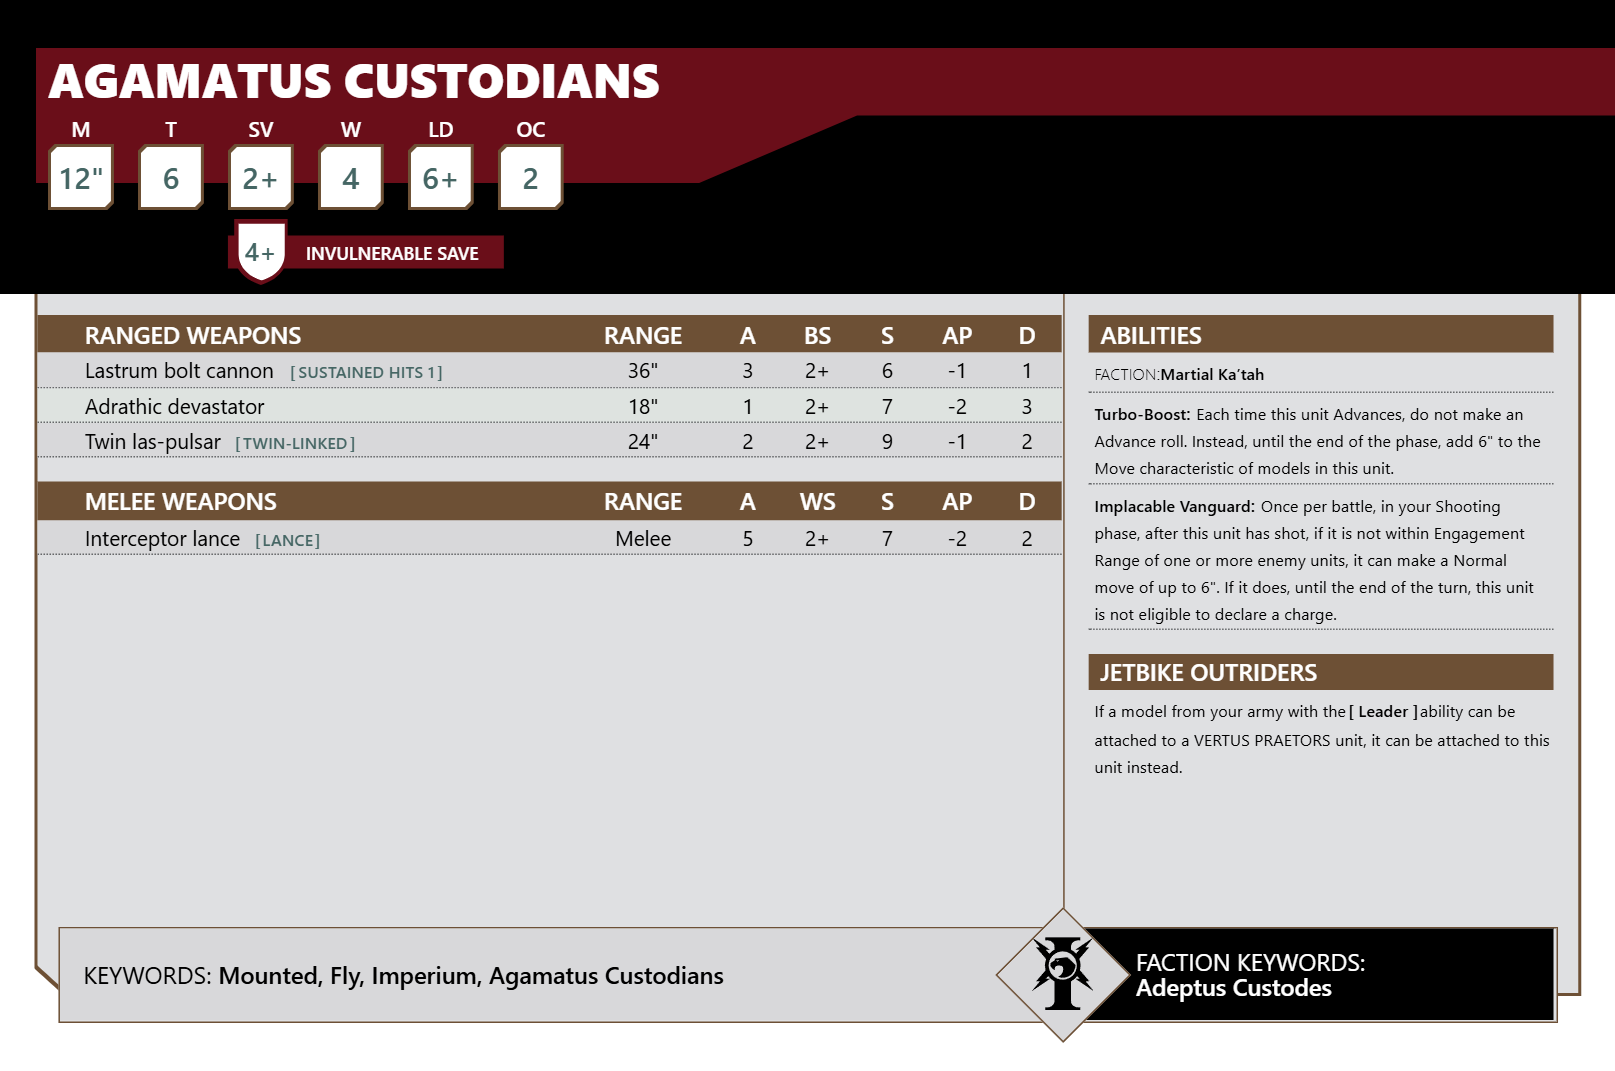 AGAMATUS CUSTODIANS
M T SV W LD OC
12" 6 2+ 4 6+ 2
4+ INVULNERABLE SAVE
RANGED WEAPONS RANGE A BS S AP D
Lastrum bolt cannon [SUSTAINED HITS 1] 36" 3 2+ 6 -1 1
Adrathic devastator 18" 1 2+ 7 -2 3
Twin las-pulsar [TWIN-LINKED] 24" 2 2+ 9 -1 2
MELEE WEAPONS RANGE A WS S AP D
Interceptor lance [LANCE] Melee 5 2+ 7 -2 2
ABILITIES
FACTION:Martial Ka’tah
Turbo-Boost: Each time this unit Advances, do not make an
Advance roll. Instead, until the end of the phase, add 6" to the
Move characteristic of models in this unit.
Implacable Vanguard: Once per battle, in your Shooting
phase, after this unit has shot, if it is not within Engagement
Range of one or more enemy units, it can make a Normal
move of up to 6". If it does, until the end of the turn, this unit
is not eligible to declare a charge.
JETBIKE OUTRIDERS
If a model from your army with the [ Leader ] ability can be
attached to a VERTUS PRAETORS unit, it can be attached to this
unit instead.
KEYWORDS: Mounted, Fly, Imperium, Agamatus Custodians
FACTION KEYWORDS:
Adeptus Custodes